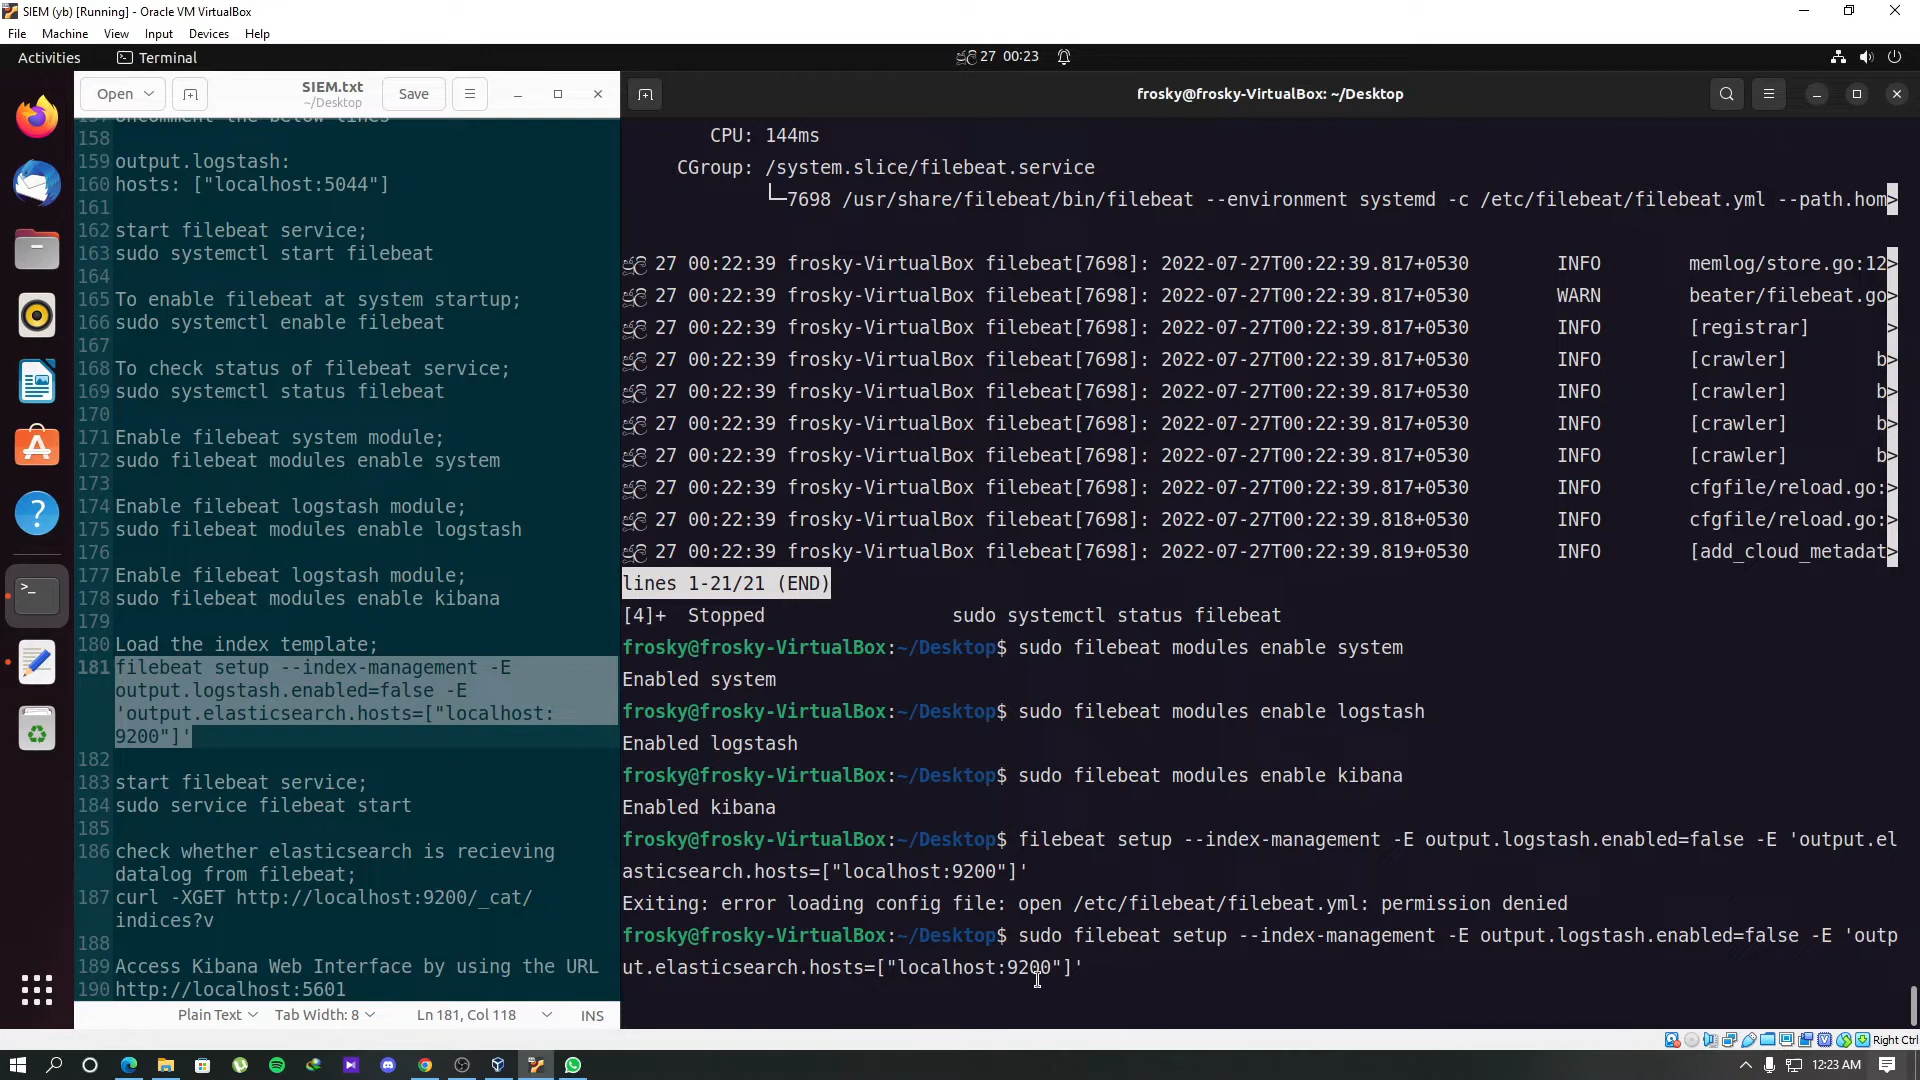 SIEM (yb) [Running] - Oracle VM VirtualBox
File Machine View Input Devices Help
Activities Terminal ජූලි 27 00:23
Open SIEM.txt ~/Desktop Save
frosky@frosky-VirtualBox: ~/Desktop
157 Uncomment the below lines
158
159 output.logstash:
160 hosts: ["localhost:5044"]
161
162 start filebeat service;
163 sudo systemctl start filebeat
164
165 To enable filebeat at system startup;
166 sudo systemctl enable filebeat
167
168 To check status of filebeat service;
169 sudo systemctl status filebeat
170
171 Enable filebeat system module;
172 sudo filebeat modules enable system
173
174 Enable filebeat logstash module;
175 sudo filebeat modules enable logstash
176
177 Enable filebeat logstash module;
178 sudo filebeat modules enable kibana
179
180 Load the index template;
181 filebeat setup --index-management -E
output.logstash.enabled=false -E
'output.elasticsearch.hosts=["localhost:
9200"]'
182
183 start filebeat service;
184 sudo service filebeat start
185
186 check whether elasticsearch is recieving
datalog from filebeat;
187 curl -XGET http://localhost:9200/_cat/
indices?v
188
189 Access Kibana Web Interface by using the URL
190 http://localhost:5601
Plain Text Tab Width: 8 Ln 181, Col 118 INS
CPU: 144ms
CGroup: /system.slice/filebeat.service
└─7698 /usr/share/filebeat/bin/filebeat --environment systemd -c /etc/filebeat/filebeat.yml --path.hom>
ජූලි 27 00:22:39 frosky-VirtualBox filebeat[7698]: 2022-07-27T00:22:39.817+0530 INFO memlog/store.go:12>
ජූලි 27 00:22:39 frosky-VirtualBox filebeat[7698]: 2022-07-27T00:22:39.817+0530 WARN beater/filebeat.go>
ජූලි 27 00:22:39 frosky-VirtualBox filebeat[7698]: 2022-07-27T00:22:39.817+0530 INFO [registrar] >
ජූලි 27 00:22:39 frosky-VirtualBox filebeat[7698]: 2022-07-27T00:22:39.817+0530 INFO [crawler] b>
ජූලි 27 00:22:39 frosky-VirtualBox filebeat[7698]: 2022-07-27T00:22:39.817+0530 INFO [crawler] b>
ජූලි 27 00:22:39 frosky-VirtualBox filebeat[7698]: 2022-07-27T00:22:39.817+0530 INFO [crawler] b>
ජූලි 27 00:22:39 frosky-VirtualBox filebeat[7698]: 2022-07-27T00:22:39.817+0530 INFO [crawler] b>
ජූලි 27 00:22:39 frosky-VirtualBox filebeat[7698]: 2022-07-27T00:22:39.817+0530 INFO cfgfile/reload.go:>
ජූලි 27 00:22:39 frosky-VirtualBox filebeat[7698]: 2022-07-27T00:22:39.818+0530 INFO cfgfile/reload.go:>
ජූලි 27 00:22:39 frosky-VirtualBox filebeat[7698]: 2022-07-27T00:22:39.819+0530 INFO [add_cloud_metadat>
lines 1-21/21 (END)
[4]+ Stopped sudo systemctl status filebeat
frosky@frosky-VirtualBox:~/Desktop$ sudo filebeat modules enable system
Enabled system
frosky@frosky-VirtualBox:~/Desktop$ sudo filebeat modules enable logstash
Enabled logstash
frosky@frosky-VirtualBox:~/Desktop$ sudo filebeat modules enable kibana
Enabled kibana
frosky@frosky-VirtualBox:~/Desktop$ filebeat setup --index-management -E output.logstash.enabled=false -E 'output.el
asticsearch.hosts=["localhost:9200"]'
Exiting: error loading config file: open /etc/filebeat/filebeat.yml: permission denied
frosky@frosky-VirtualBox:~/Desktop$ sudo filebeat setup --index-management -E output.logstash.enabled=false -E 'outp
ut.elasticsearch.hosts=["localhost:9200"]'
Right Ctrl
12:23 AM